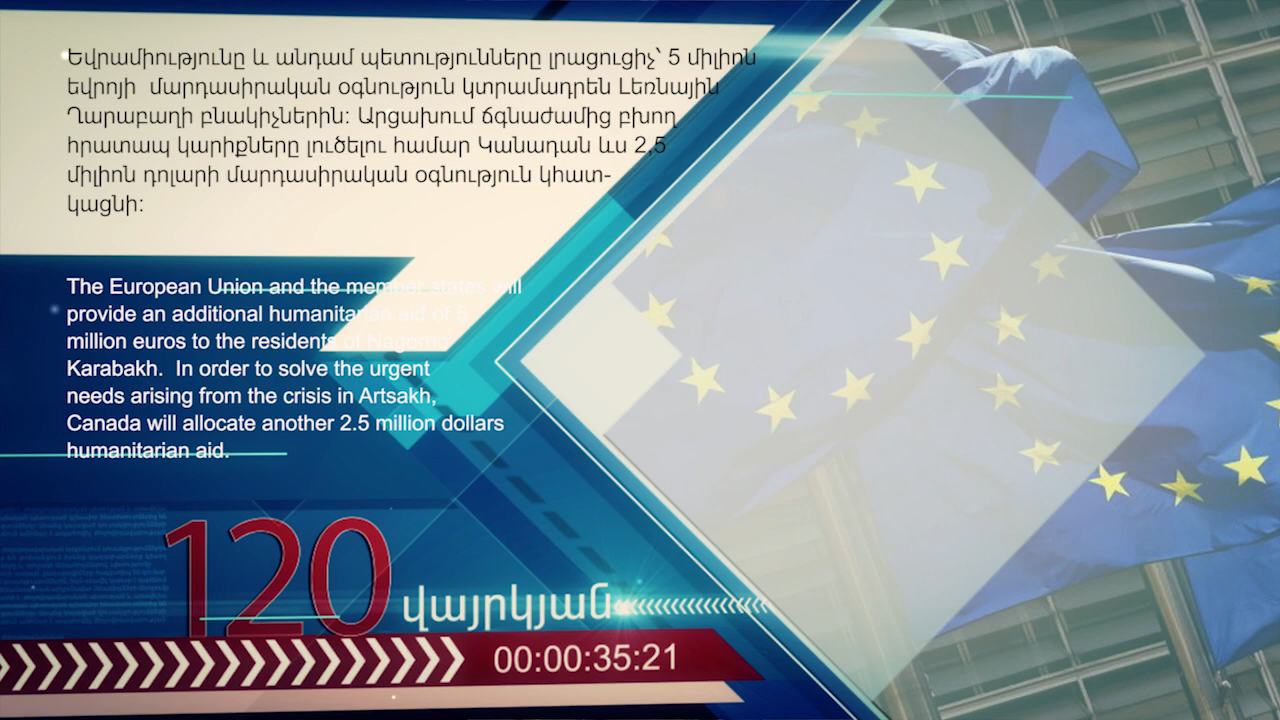 Եվրամիությունը և անդամ պետությունները լրացուցիչ՝ 5 միլիոն
եվրոյի մարդասիրական օգնություն կտրամադրեն Լեռնային
Ղարաբաղի բնակիչներին: Արցախում ճգնաժամից բխող
հրատապ կարիքները լուծելու համար Կանադան ևս 2,5
միլիոն դոլարի մարդասիրական օգնություն կհատ-
կացնի:
The European Union and the member states will
provide an additional humanitarian aid of 5
million euros to the residents of Nagorno
Karabakh. In order to solve the urgent
needs arising from the crisis in Artsakh,
Canada will allocate another 2.5 million dollars
humanitarian aid.
120
վայրկյան
00:00:35:21